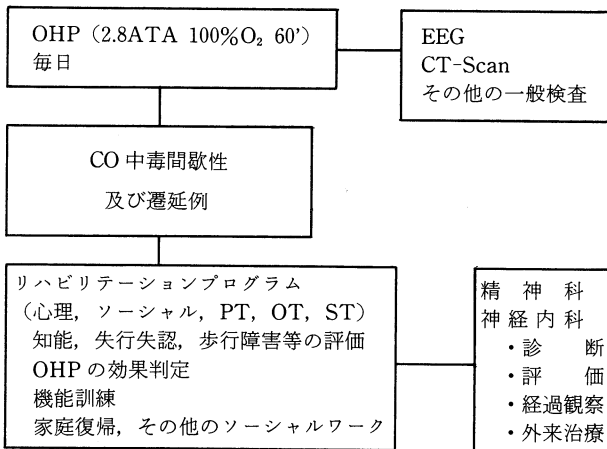 OHP（2.8ATA 100%O₂ 60'）
毎日
EEG
CT-Scan
その他の一般検査
CO中毒間歇性
及び遷延例
リハビリテーションプログラム
（心理，ソーシャル，PT，OT，ST）
知能，失行失認，歩行障害等の評価
OHPの効果判定
機能訓練
家庭復帰，その他のソーシャルワーク
精神科
神経内科
・診断
・評価
・経過観察
・外来治療